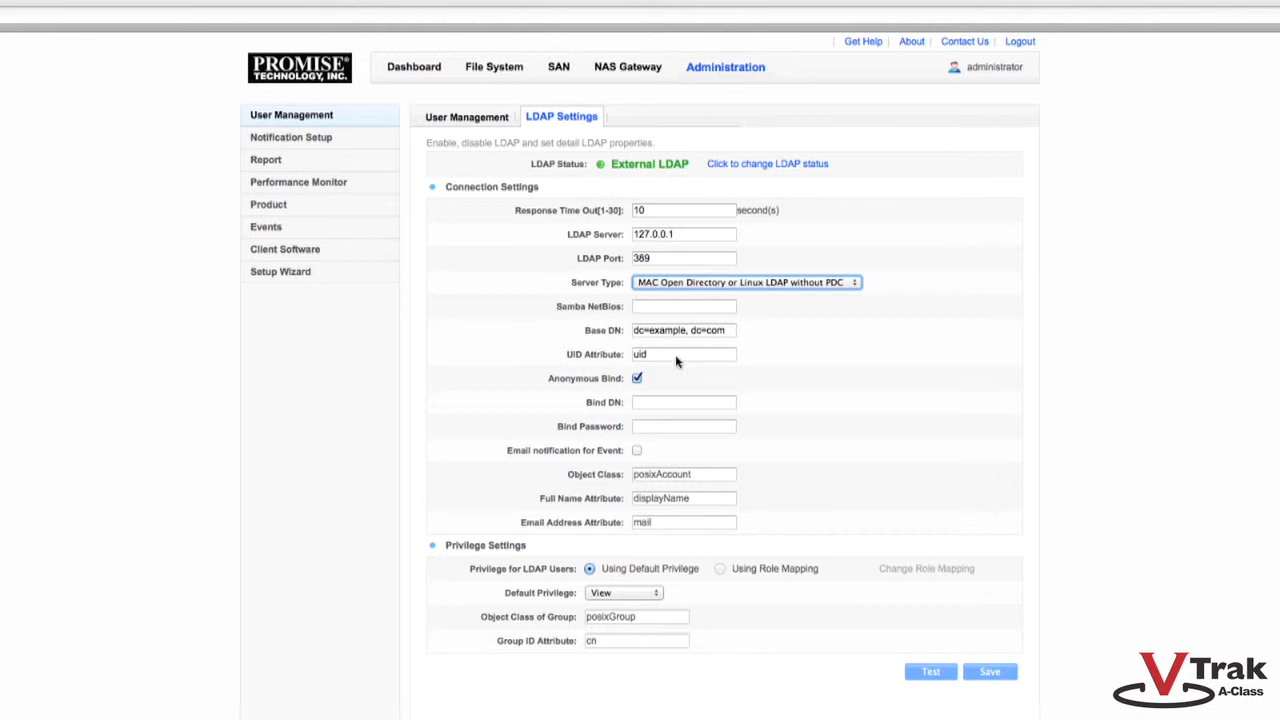 Get Help | About | Contact Us | Logout
PROMISE®
TECHNOLOGY, INC.
Dashboard File System SAN NAS Gateway Administration administrator
User Management
Notification Setup
Report
Performance Monitor
Product
Events
Client Software
Setup Wizard
User Management LDAP Settings
Enable, disable LDAP and set detail LDAP properties.
LDAP Status: External LDAP Click to change LDAP status
Connection Settings
Response Time Out[1-30]: 10 second(s)
LDAP Server: 127.0.0.1
LDAP Port: 389
Server Type: MAC Open Directory or Linux LDAP without PDC
Samba NetBios:
Base DN: dc=example, dc=com
UID Attribute: uid
Anonymous Bind:
Bind DN:
Bind Password:
Email notification for Event:
Object Class: posixAccount
Full Name Attribute: displayName
Email Address Attribute: mail
Privilege Settings
Privilege for LDAP Users: Using Default Privilege Using Role Mapping Change Role Mapping
Default Privilege: View
Object Class of Group: posixGroup
Group ID Attribute: cn
Test Save
VTrak
A-Class